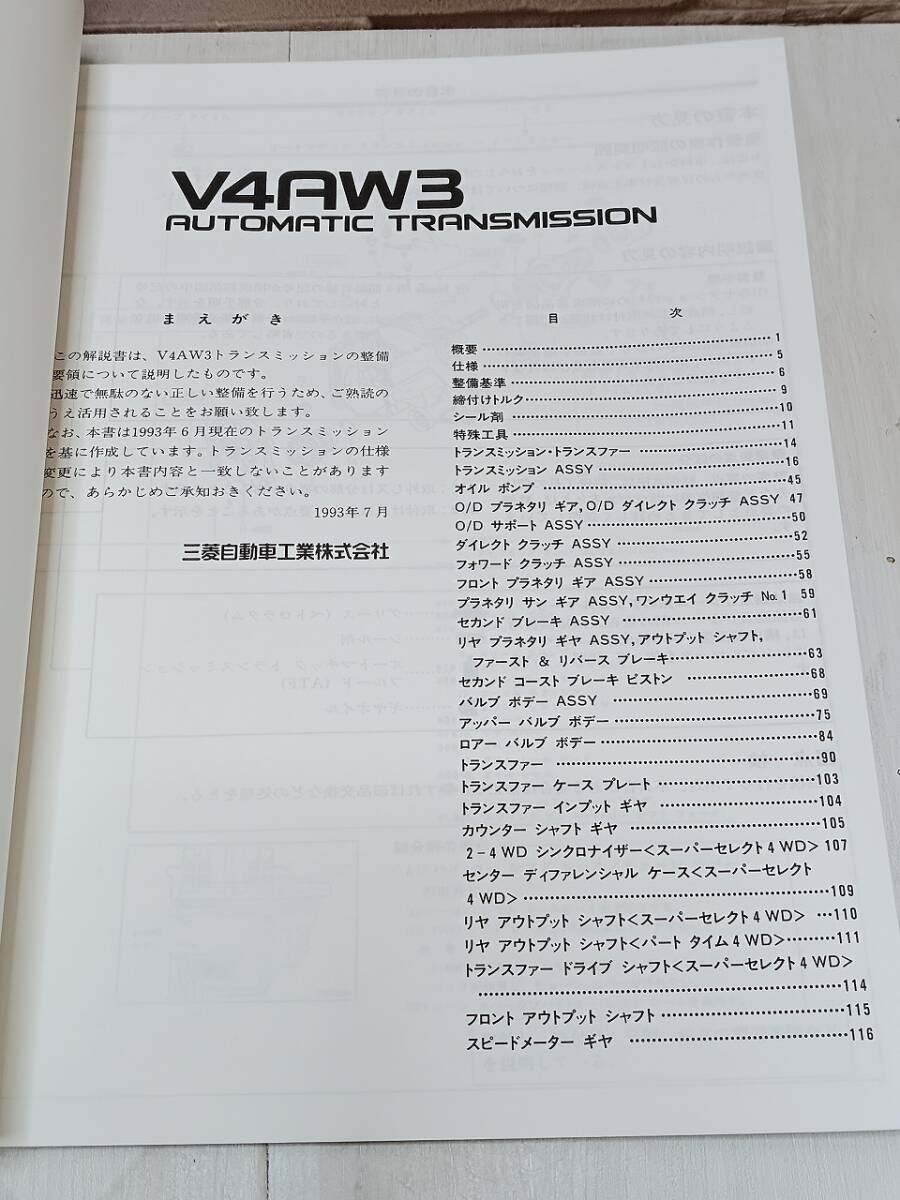 V4AW3
AUTOMATIC TRANSMISSION
まえがき
この解説書は、V4AW3トランスミッションの整備
要領について説明したものです。
迅速で無駄のない正しい整備を行うため、ご熟読の
うえ活用されることをお願い致します。
なお、本書は1993年6月現在のトランスミッション
を基に作成しています。トランスミッションの仕様
変更により本書内容と一致しないことがあります
ので、あらかじめご承知おきください。
1993年7月
三菱自動車工業株式会社
目 次
概要 1
仕様 5
整備基準 6
締付けトルク 9
シール剤 10
特殊工具 11
トランスミッション・トランスファー 14
トランスミッション ASSY 16
オイル ポンプ 45
O/D プラネタリ ギア,O/D ダイレクト クラッチ ASSY 47
O/D サポート ASSY 50
ダイレクト クラッチ ASSY 52
フォワード クラッチ ASSY 55
フロント プラネタリ ギア ASSY 58
プラネタリ サン ギア ASSY,ワンウエイ クラッチ No.1 59
セカンド ブレーキ ASSY 61
リヤ プラネタリ ギヤ ASSY,アウトプット シャフト,
ファースト & リバース ブレーキ 63
セカンド コースト ブレーキ ピストン 68
バルブ ボデー ASSY 69
アッパー バルブ ボデー 75
ロアー バルブ ボデー 84
トランスファー 90
トランスファー ケース プレート 103
トランスファー インプット ギヤ 104
カウンター シャフト ギヤ 105
2-4WD シンクロナイザー<スーパーセレクト4WD> 107
センター ディファレンシャル ケース<スーパーセレクト
4WD> 109
リヤ アウトプット シャフト<スーパーセレクト4WD> 110
リヤ アウトプット シャフト<パート タイム4WD> 111
トランスファー ドライブ シャフト<スーパーセレクト4WD>
114
フロント アウトプット シャフト 115
スピードメーター ギヤ 116